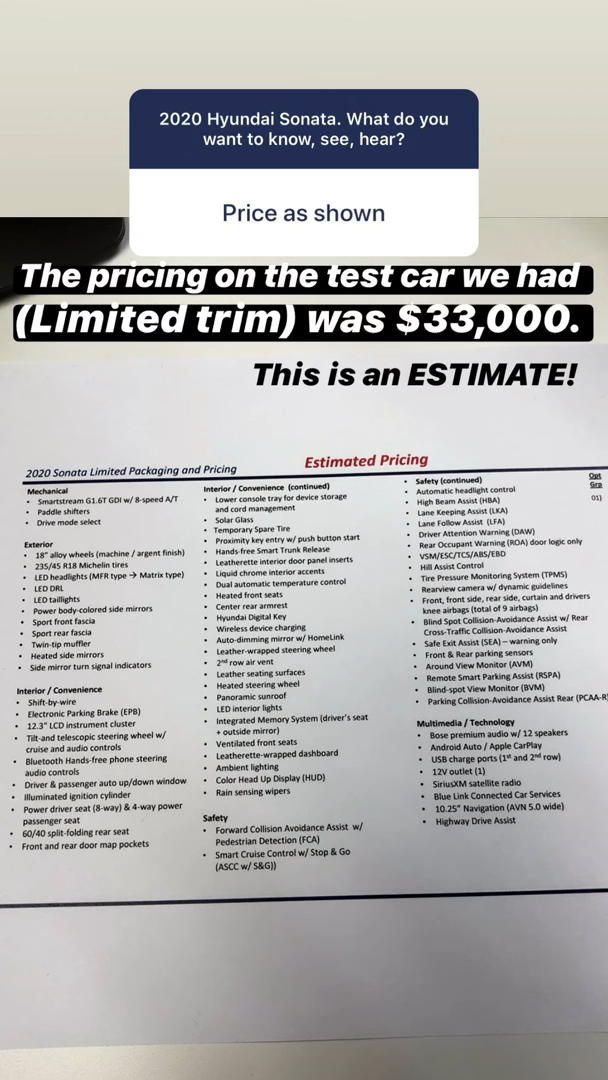 2020 Hyundai Sonata. What do you
want to know, see, hear?
Price as shown
The pricing on the test car we had
(Limited trim) was $33,000.
This is an ESTIMATE!
2020 Sonata Limited Packaging and Pricing
Estimated Pricing
Mechanical
• Smartstream G1.6T GDI w/ 8-speed A/T
• Paddle shifters
• Drive mode select
Exterior
• 18" alloy wheels (machine / argent finish)
• 235/45 R18 Michelin tires
• LED headlights (MFR type → Matrix type)
• LED DRL
• LED taillights
• Power body-colored side mirrors
• Sport front fascia
• Sport rear fascia
• Twin-tip muffler
• Heated side mirrors
• Side mirror turn signal indicators
Interior / Convenience
• Shift-by-wire
• Electronic Parking Brake (EPB)
• 12.3" LCD instrument cluster
• Tilt-and telescopic steering wheel w/
cruise and audio controls
• Bluetooth Hands-free phone steering
audio controls
• Driver & passenger auto up/down window
• Illuminated ignition cylinder
• Power driver seat (8-way) & 4-way power
passenger seat
• 60/40 split-folding rear seat
• Front and rear door map pockets
Interior / Convenience (continued)
• Lower console tray for device storage
and cord management
• Solar Glass
• Temporary Spare Tire
• Proximity key entry w/ push button start
• Hands-free Smart Trunk Release
• Leatherette interior door panel inserts
• Liquid chrome interior accents
• Dual automatic temperature control
• Heated front seats
• Center rear armrest
• Hyundai Digital Key
• Wireless device charging
• Auto-dimming mirror w/ HomeLink
• Leather-wrapped steering wheel
• 2nd row air vent
• Leather seating surfaces
• Heated steering wheel
• Panoramic sunroof
• LED interior lights
• Integrated Memory System (driver's seat
+ outside mirror)
• Ventilated front seats
• Leatherette-wrapped dashboard
• Ambient lighting
• Color Head Up Display (HUD)
• Rain sensing wipers
Safety
• Forward Collision Avoidance Assist w/
Pedestrian Detection (FCA)
• Smart Cruise Control w/ Stop & Go
(ASCC w/ S&G))
• Safety (continued)
• Automatic headlight control
• High Beam Assist (HBA)
• Lane Keeping Assist (LKA)
• Lane Follow Assist (LFA)
• Driver Attention Warning (DAW)
• Rear Occupant Warning (ROA) door logic only
• VSM/ESC/TCS/ABS/EBD
• Hill Assist Control
• Tire Pressure Monitoring System (TPMS)
• Rearview camera w/ dynamic guidelines
• Front, front side, rear side, curtain and drivers
knee airbags (total of 9 airbags)
• Blind Spot Collision-Avoidance Assist w/ Rear
Cross-Traffic Collision-Avoidance Assist
• Safe Exit Assist (SEA) – warning only
• Front & Rear parking sensors
• Around View Monitor (AVM)
• Remote Smart Parking Assist (RSPA)
• Blind-spot View Monitor (BVM)
• Parking Collision-Avoidance Assist Rear (PCAA-R
Multimedia / Technology
• Bose premium audio w/ 12 speakers
• Android Auto / Apple CarPlay
• USB charge ports (1st and 2nd row)
• 12V outlet (1)
• SiriusXM satellite radio
• Blue Link Connected Car Services
• 10.25" Navigation (AVN 5.0 wide)
• Highway Drive Assist
Opt
Grp
01)